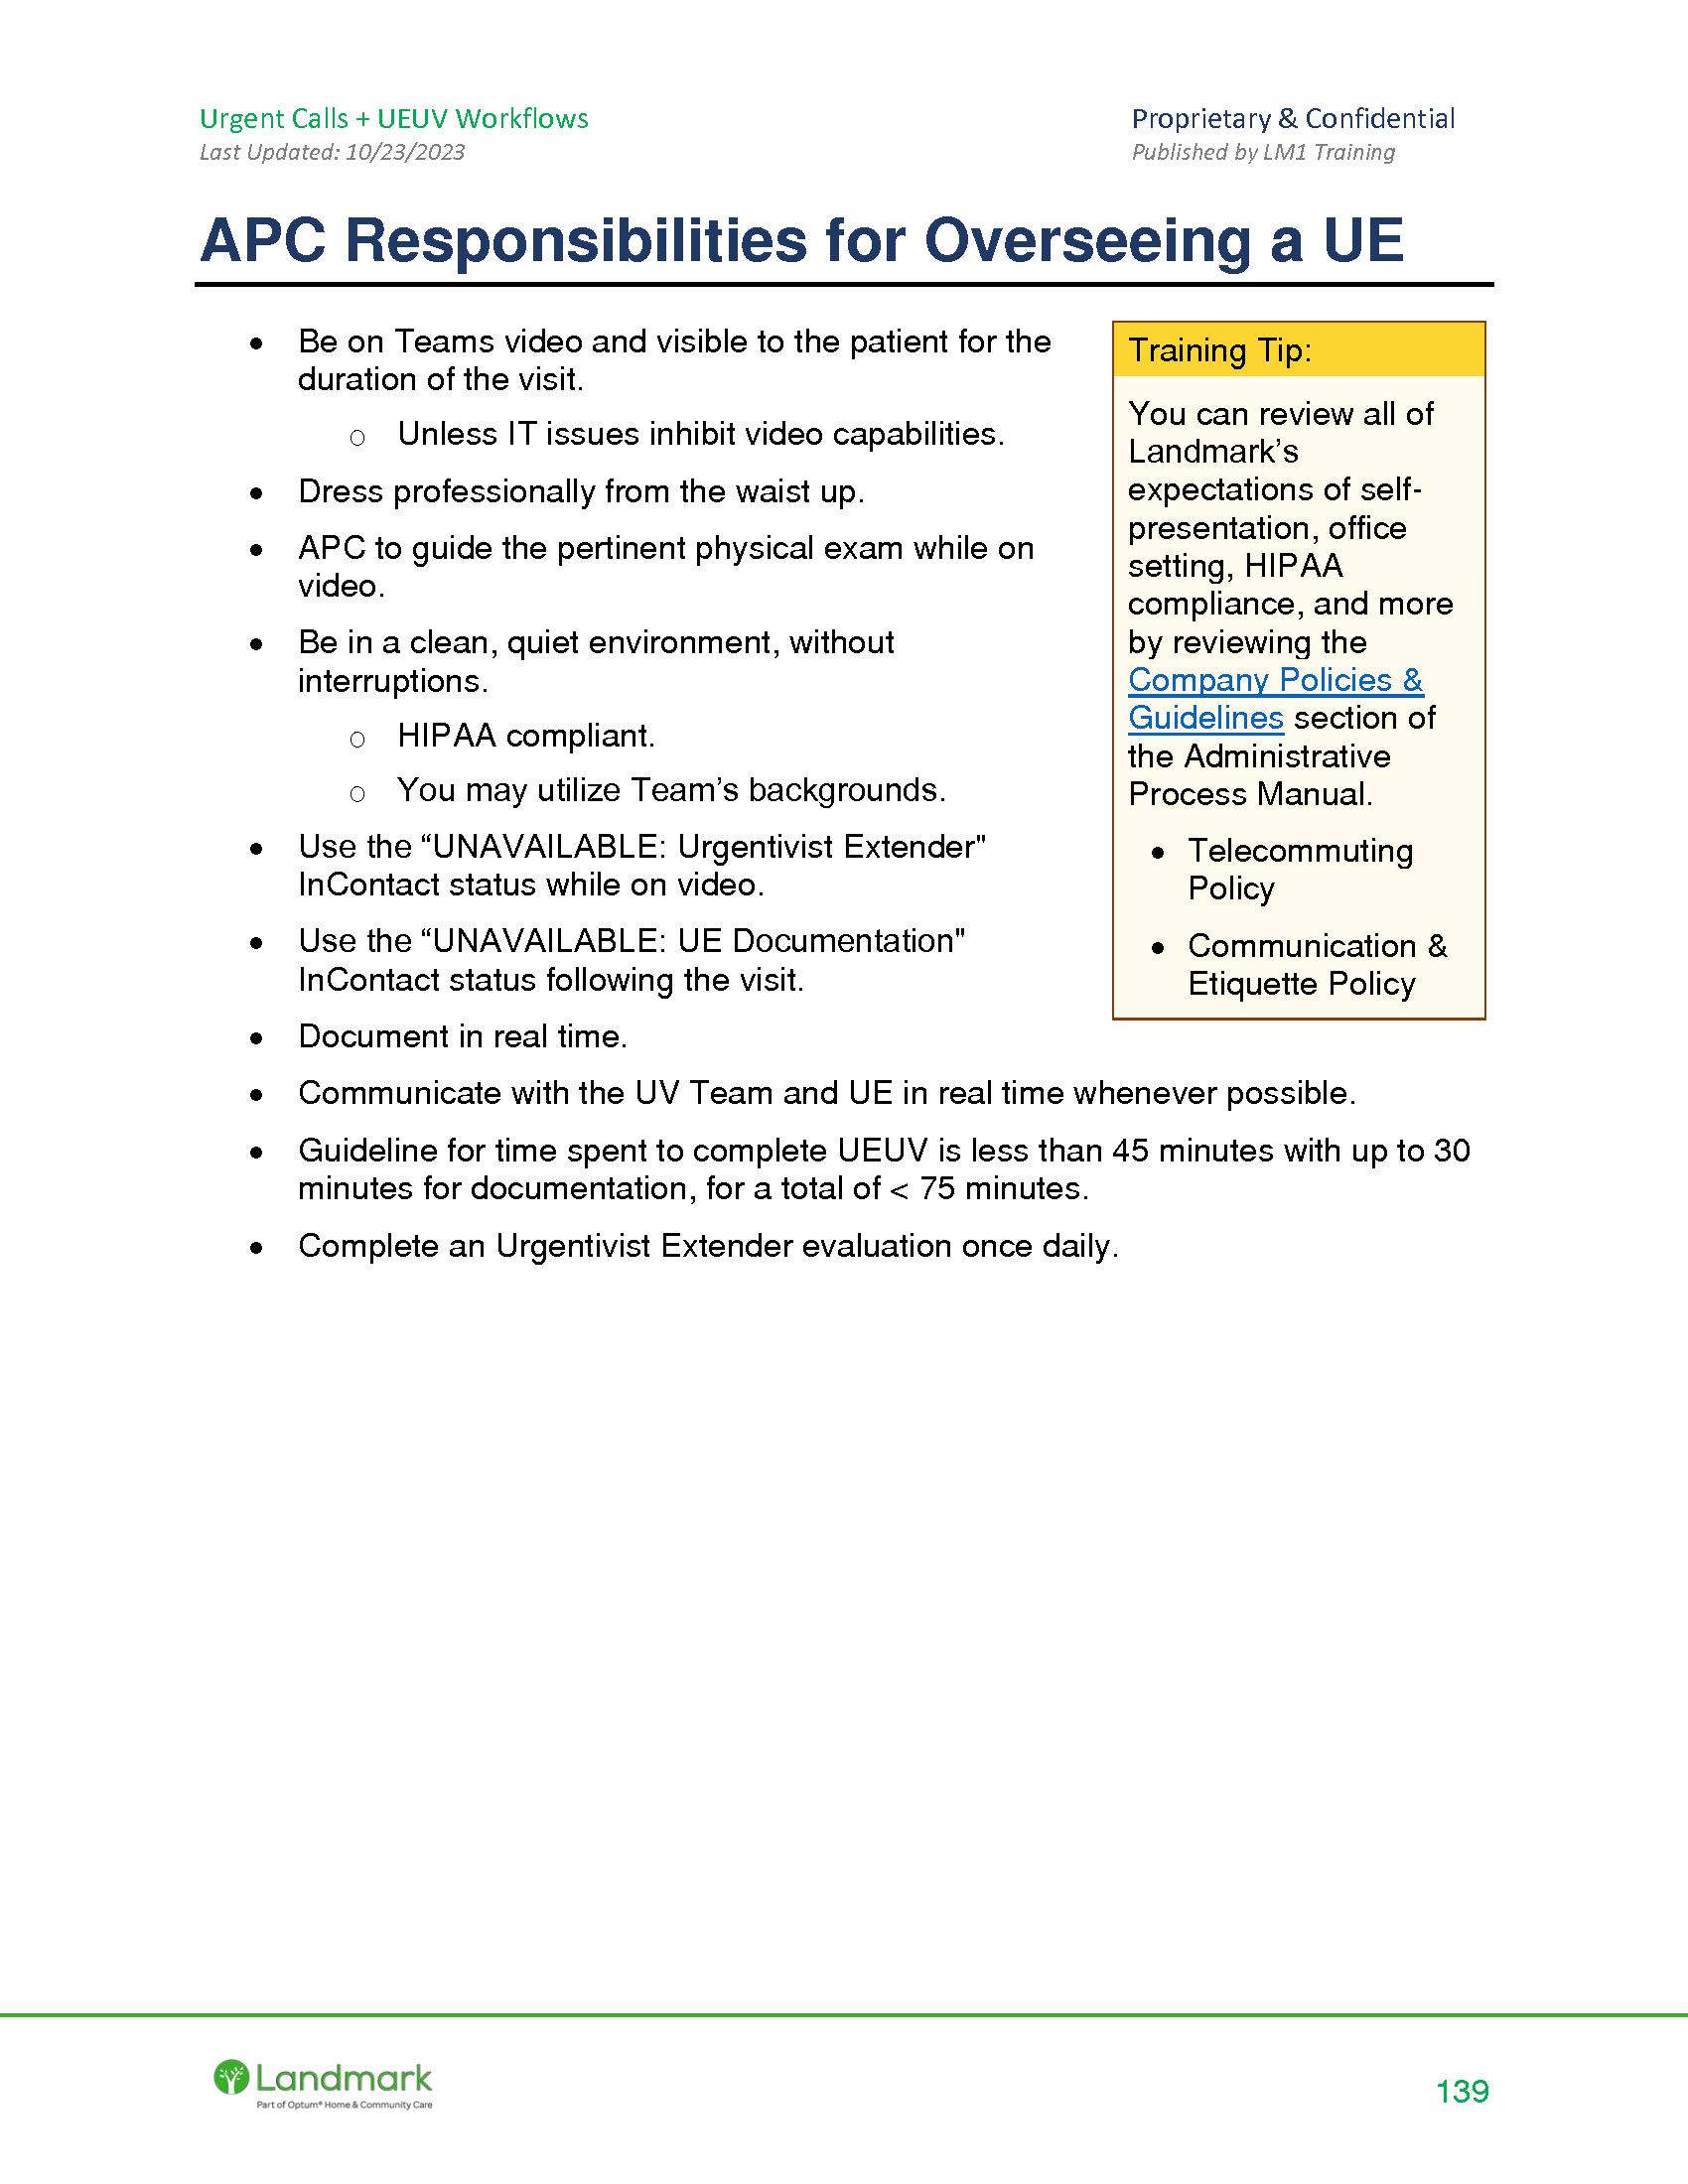 Urgent Calls + UEUV Workflows
Last Updated: 10/23/2023
Proprietary & Confidential
Published by LM1 Training
APC Responsibilities for Overseeing a UE
• Be on Teams video and visible to the patient for the
duration of the visit.
o Unless IT issues inhibit video capabilities.
• Dress professionally from the waist up.
• APC to guide the pertinent physical exam while on
video.
• Be in a clean, quiet environment, without
interruptions.
o HIPAA compliant.
o You may utilize Team’s backgrounds.
• Use the “UNAVAILABLE: Urgentivist Extender"
InContact status while on video.
• Use the “UNAVAILABLE: UE Documentation"
InContact status following the visit.
• Document in real time.
• Communicate with the UV Team and UE in real time whenever possible.
• Guideline for time spent to complete UEUV is less than 45 minutes with up to 30
minutes for documentation, for a total of < 75 minutes.
• Complete an Urgentivist Extender evaluation once daily.
Training Tip:
You can review all of
Landmark’s
expectations of self-
presentation, office
setting, HIPAA
compliance, and more
by reviewing the
Company Policies &
Guidelines section of
the Administrative
Process Manual.
• Telecommuting
Policy
• Communication &
Etiquette Policy
Landmark
Part of Optum® Home & Community Care
139